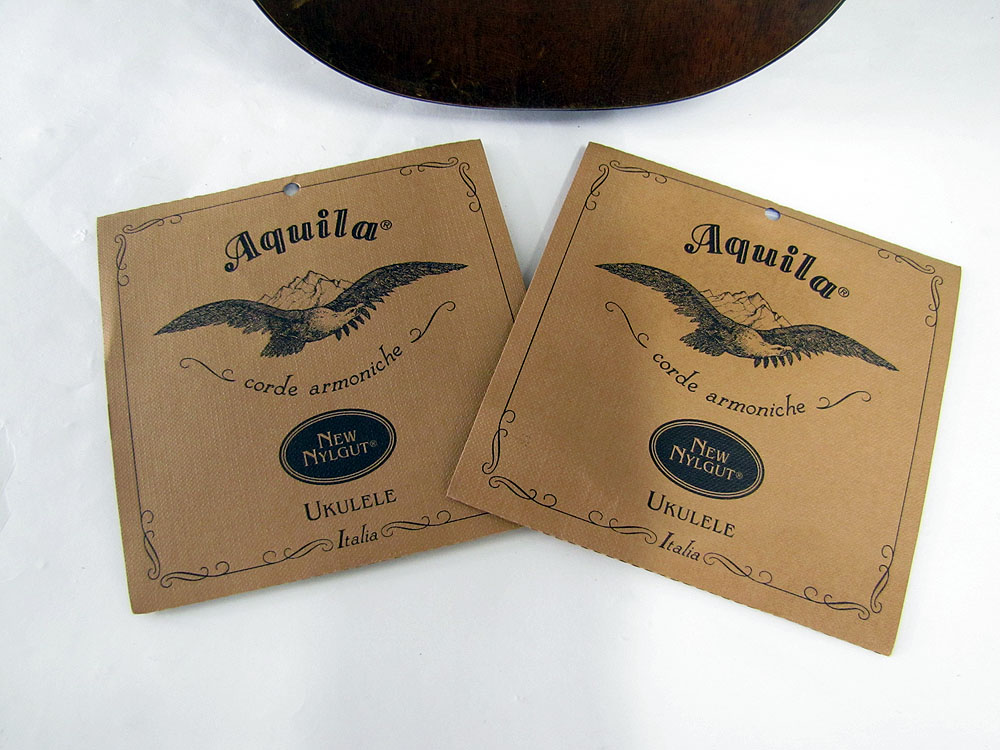 Aquila®
corde armoniche
NEW
NYLGUT®
UKULELE
Italia
Aquila®
corde armoniche
NEW
NYLGUT®
UKULELE
Italia